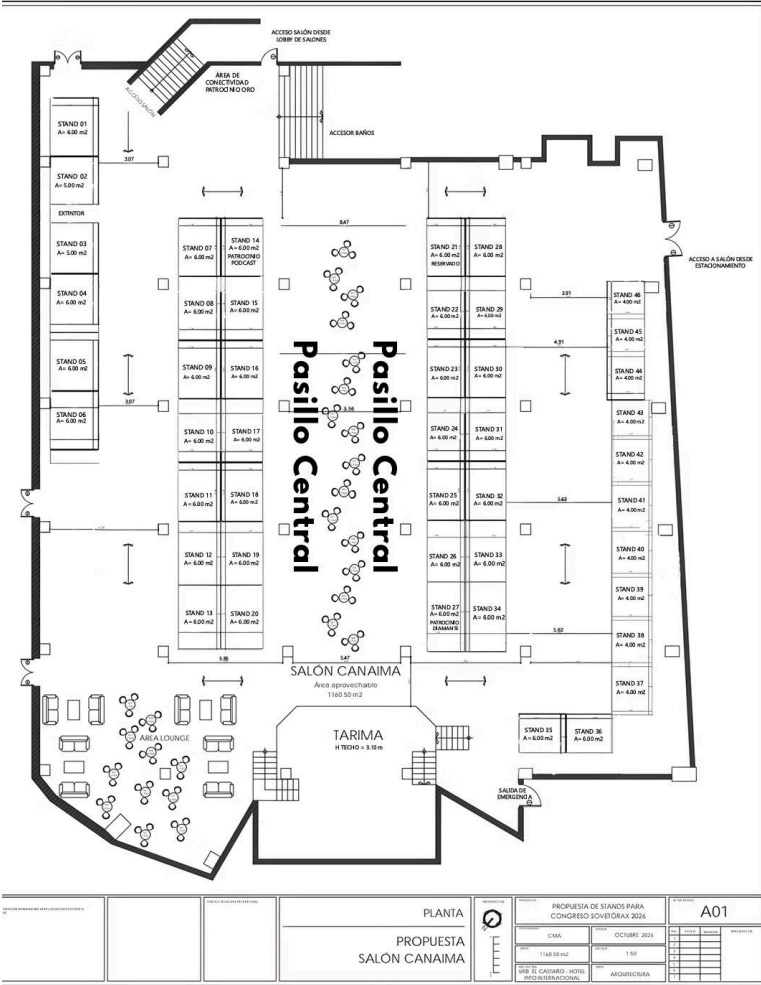 ACCESO SALÓN DESDE
LOBBY DE SALONES
ÁREA DE
CONECTIVIDAD
PATROCINIO ORO
ACCESO SALÓN
ACCESOR BAÑOS
STAND 01
A= 6.00 m2
3.07
STAND 02
A= 5.00 m2
EXTINTOR
STAND 03
A= 5.00 m2
STAND 04
A= 6.00 m2
STAND 05
A= 6.00 m2
3.07
STAND 06
A= 6.00 m2
STAND 07
A= 6.00 m2
STAND 14
A= 6.00 m2
PATROCINIO
PODCAST
STAND 08
A= 6.00 m2
STAND 15
A= 6.00 m2
STAND 09
A= 6.00 m2
STAND 16
A= 6.00 m2
STAND 10
A= 6.00 m2
STAND 17
A= 6.00 m2
STAND 11
A= 6.00 m2
STAND 18
A= 6.00 m2
STAND 12
A= 6.00 m2
STAND 19
A= 6.00 m2
STAND 13
A= 6.00 m2
STAND 20
A= 6.00 m2
8.47
Pasillo Central
Pasillo Central
5.56
STAND 21
A= 6.00 m2
RESERVADO
STAND 28
A= 6.00 m2
STAND 22
A= 6.00 m2
STAND 29
A= 6.00 m2
STAND 23
A= 6.00 m2
STAND 30
A= 6.00 m2
STAND 24
A= 6.00 m2
STAND 31
A= 6.00 m2
STAND 25
A= 6.00 m2
STAND 32
A= 6.00 m2
STAND 26
A= 6.00 m2
STAND 33
A= 6.00 m2
STAND 27
A= 6.00 m2
PATROCINIO
DIAMANTE
STAND 34
A= 6.00 m2
ACCESO A SALÓN DESDE
ESTACIONAMIENTO
2.91
STAND 46
A= 4.00 m2
STAND 45
A= 4.00 m2
4.91
STAND 44
A= 4.00 m2
STAND 43
A= 4.00 m2
STAND 42
A= 4.00 m2
5.63
STAND 41
A= 4.00 m2
STAND 40
A= 4.00 m2
STAND 39
A= 4.00 m2
5.62
STAND 38
A= 4.00 m2
STAND 37
A= 4.00 m2
STAND 35
A= 6.00 m2
STAND 36
A= 6.00 m2
5.85
5.47
SALÓN CANAIMA
Área aprovechable
1160.50 m2
TARIMA
H TECHO = 3.10 m
ÁREA LOUNGE
SALIDA DE
EMERGENCIA
PLANTA
PROPUESTA
SALÓN CANAIMA
PROPUESTA DE STANDS PARA
CONGRESO SOVETÓRAX 2026
CMA
OCTUBRE 2025
1160.50 m2
1:50
URB. EL CASTAÑO - HOTEL
PIPO INTERNACIONAL
ARQUITECTURA
A01